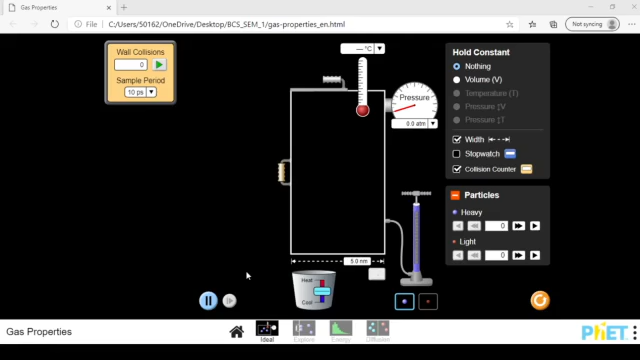 Gas Properties
File | C:/Users/50162/OneDrive/Desktop/BCS_SEM_1/gas-properties_en.html
Not syncing
Wall Collisions
0
Sample Period
10 ps
— °C
Pressure
0.0 atm
5.0 nm
Heat
Cool
Hold Constant
Nothing
Volume (V)
Temperature (T)
Pressure ↕V
Pressure ↕T
Width
Stopwatch
Collision Counter
Particles
Heavy
0
Light
0
Gas Properties
Ideal
Explore
Energy
Diffusion
PhET